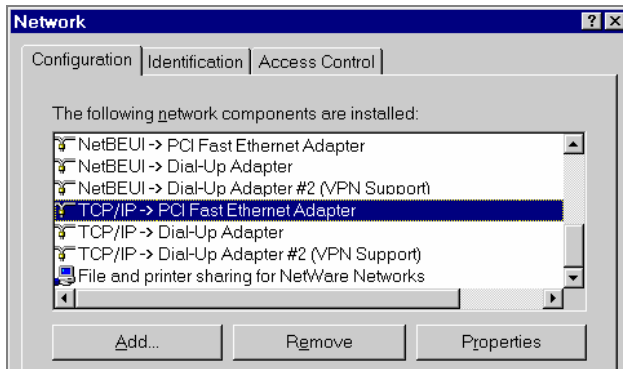 Network
Configuration Identification Access Control
The following network components are installed:
NetBEUI -> PCI Fast Ethernet Adapter
NetBEUI -> Dial-Up Adapter
NetBEUI -> Dial-Up Adapter #2 (VPN Support)
TCP/IP -> PCI Fast Ethernet Adapter
TCP/IP -> Dial-Up Adapter
TCP/IP -> Dial-Up Adapter #2 (VPN Support)
File and printer sharing for NetWare Networks
Add... Remove Properties